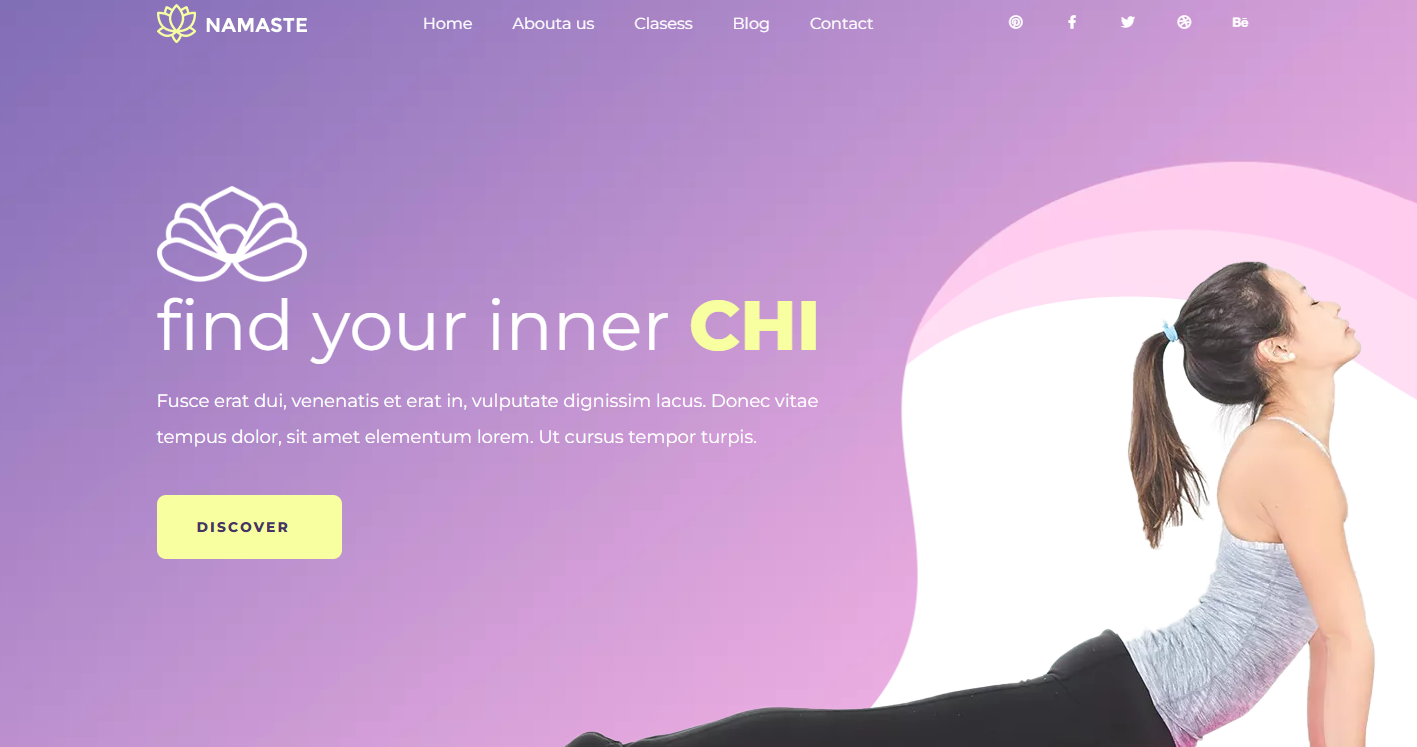 NAMASTE
Home Abouta us Clasess Blog Contact Bē
find your inner CHI
Fusce erat dui, venenatis et erat in, vulputate dignissim lacus. Donec vitae
tempus dolor, sit amet elementum lorem. Ut cursus tempor turpis.
DISCOVER